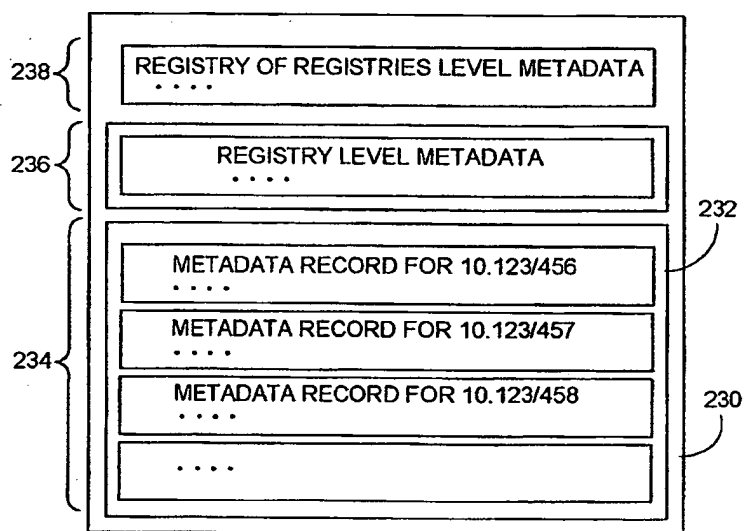 238
REGISTRY OF REGISTRIES LEVEL METADATA
. . . .
236
REGISTRY LEVEL METADATA
. . . .
232
METADATA RECORD FOR 10.123/456
. . . .
METADATA RECORD FOR 10.123/457
. . . .
234
METADATA RECORD FOR 10.123/458
. . . .
230
. . . .